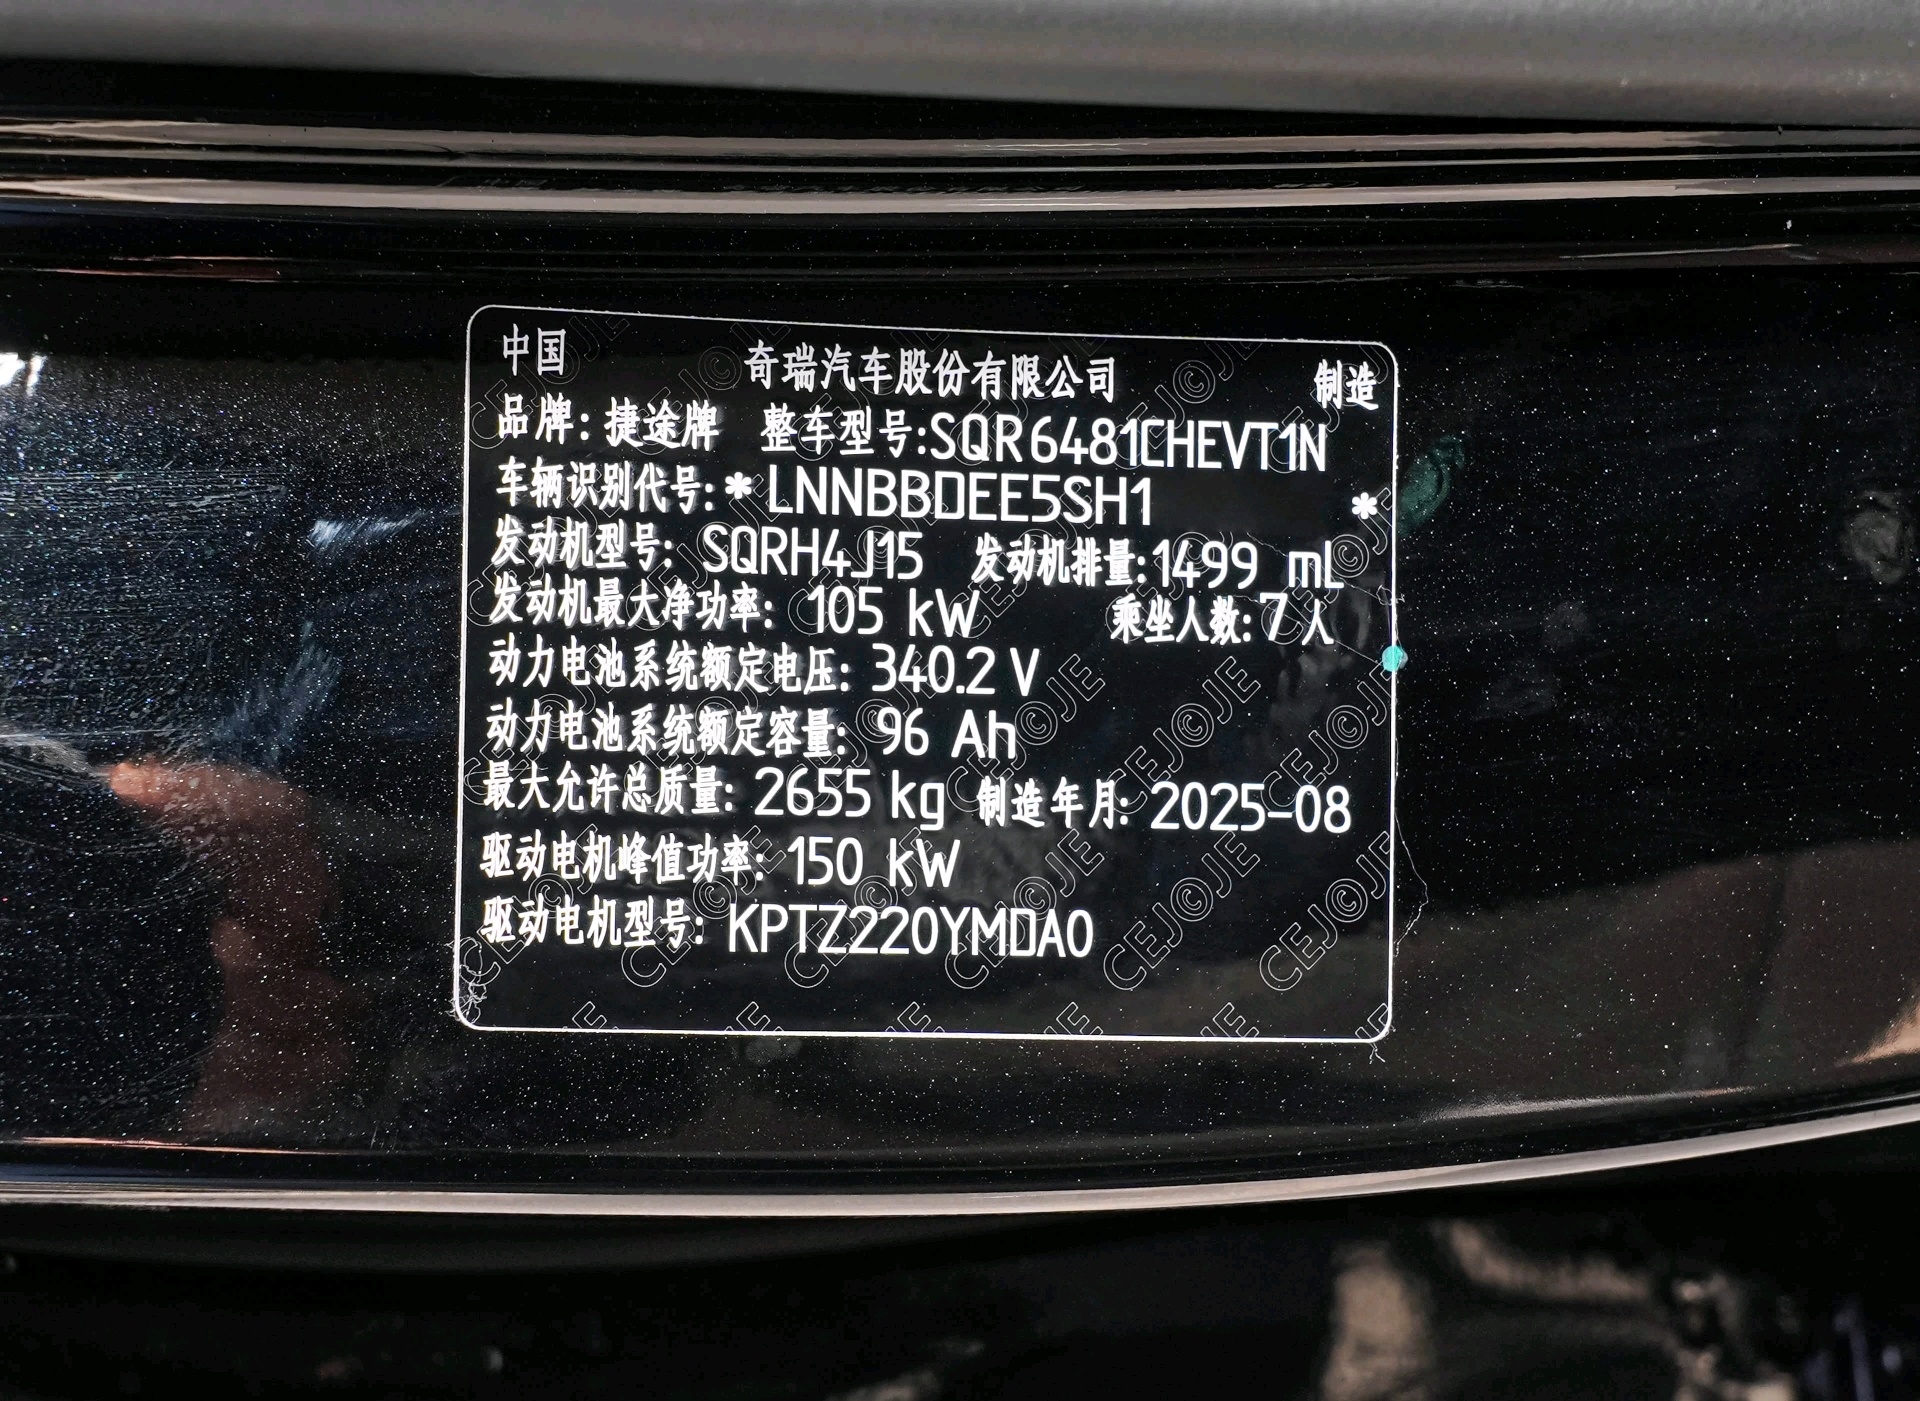 中国 奇瑞汽车股份有限公司 制造
品牌: 捷途牌 整车型号:SQR6481CHEVT1N
车辆识别代号:*LNNBBDEE5SH1 *
发动机型号: SQRH4J15 发动机排量:1499 mL
发动机最大净功率: 105 kW 乘坐人数:7人
动力电池系统额定电压: 340.2 V
动力电池系统额定容量: 96 Ah
最大允许总质量: 2655 kg 制造年月: 2025-08
驱动电机峰值功率: 150 kW
驱动电机型号: KPTZ220YMDA0